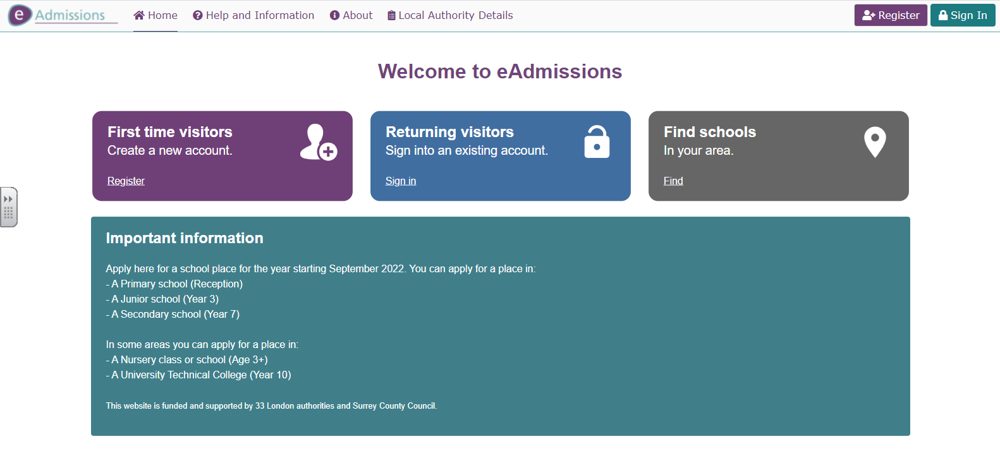 e Admissions
Home
Help and Information
About
Local Authority Details
Register
Sign In
Welcome to eAdmissions
First time visitors
Create a new account.
Register
Returning visitors
Sign into an existing account.
Sign in
Find schools
In your area.
Find
Important information
Apply here for a school place for the year starting September 2022. You can apply for a place in:
- A Primary school (Reception)
- A Junior school (Year 3)
- A Secondary school (Year 7)
In some areas you can apply for a place in:
- A Nursery class or school (Age 3+)
- A University Technical College (Year 10)
This website is funded and supported by 33 London authorities and Surrey County Council.